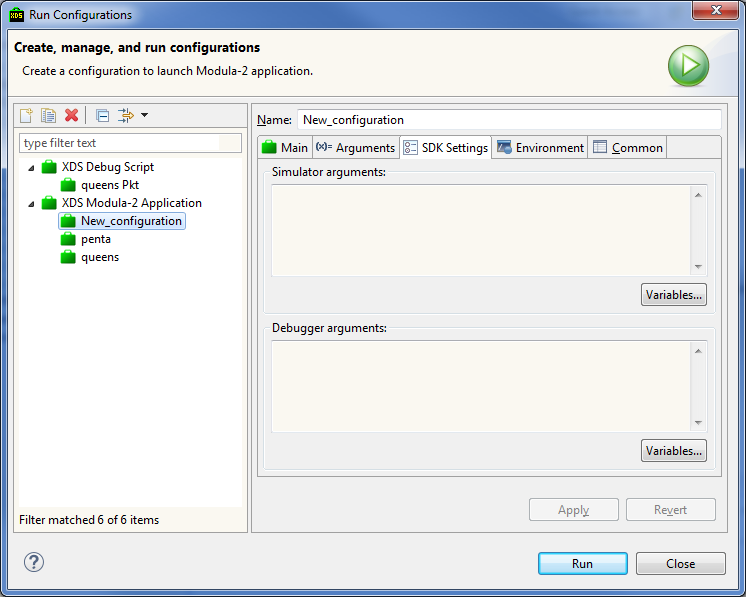 XDS Run Configurations
Create, manage, and run configurations
Create a configuration to launch Modula-2 application.
type filter text
XDS Debug Script
queens Pkt
XDS Modula-2 Application
New_configuration
penta
queens
Filter matched 6 of 6 items
Name: New_configuration
Main (x)= Arguments SDK Settings Environment Common
Simulator arguments:
Variables...
Debugger arguments:
Variables...
Apply Revert
? Run Close